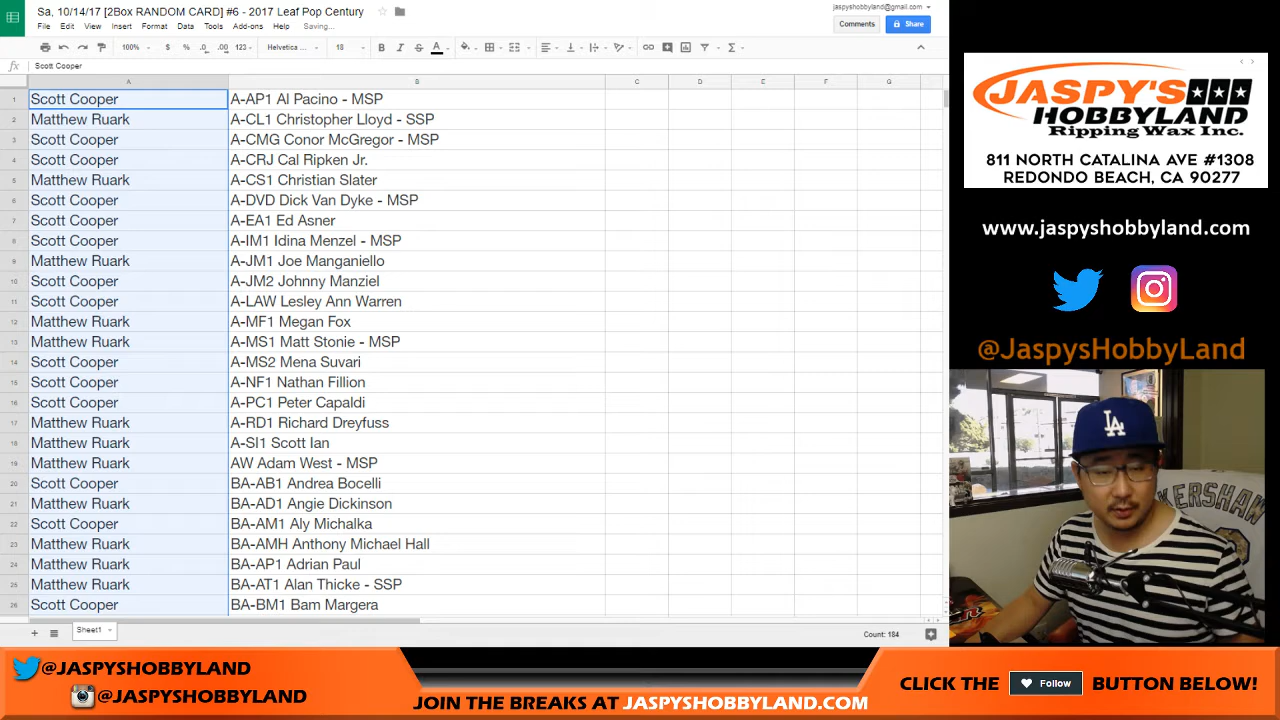 Sa, 10/14/17 [2Box RANDOM CARD] #6 - 2017 Leaf Pop Century
jaspyshobbyland@gmail.com
File Edit View Insert Format Data Tools Add-ons Help Saving...
Comments
Share
100% $ % .0 .00 123 Helvetica ... 18 B I A
fx Scott Cooper
A B C D E F G
1 Scott Cooper A-AP1 Al Pacino - MSP
2 Matthew Ruark A-CL1 Christopher Lloyd - SSP
3 Scott Cooper A-CMG Conor McGregor - MSP
4 Scott Cooper A-CRJ Cal Ripken Jr.
5 Matthew Ruark A-CS1 Christian Slater
6 Scott Cooper A-DVD Dick Van Dyke - MSP
7 Scott Cooper A-EA1 Ed Asner
8 Scott Cooper A-IM1 Idina Menzel - MSP
9 Matthew Ruark A-JM1 Joe Manganiello
10 Scott Cooper A-JM2 Johnny Manziel
11 Scott Cooper A-LAW Lesley Ann Warren
12 Matthew Ruark A-MF1 Megan Fox
13 Matthew Ruark A-MS1 Matt Stonie - MSP
14 Scott Cooper A-MS2 Mena Suvari
15 Scott Cooper A-NF1 Nathan Fillion
16 Scott Cooper A-PC1 Peter Capaldi
17 Matthew Ruark A-RD1 Richard Dreyfuss
18 Matthew Ruark A-SI1 Scott Ian
19 Matthew Ruark AW Adam West - MSP
20 Scott Cooper BA-AB1 Andrea Bocelli
21 Matthew Ruark BA-AD1 Angie Dickinson
22 Scott Cooper BA-AM1 Aly Michalka
23 Matthew Ruark BA-AMH Anthony Michael Hall
24 Matthew Ruark BA-AP1 Adrian Paul
25 Matthew Ruark BA-AT1 Alan Thicke - SSP
26 Scott Cooper BA-BM1 Bam Margera
Sheet1
Count: 184
JASPY'S
HOBBYLAND
Ripping Wax Inc.
811 NORTH CATALINA AVE #1308
REDONDO BEACH, CA 90277
www.jaspyshobbyland.com
@JaspysHobbyLand
LA
KERSHAW
@JASPYSHOBBYLAND
@JASPYSHOBBYLAND
JOIN THE BREAKS AT JASPYSHOBBYLAND.COM
CLICK THE Follow BUTTON BELOW!